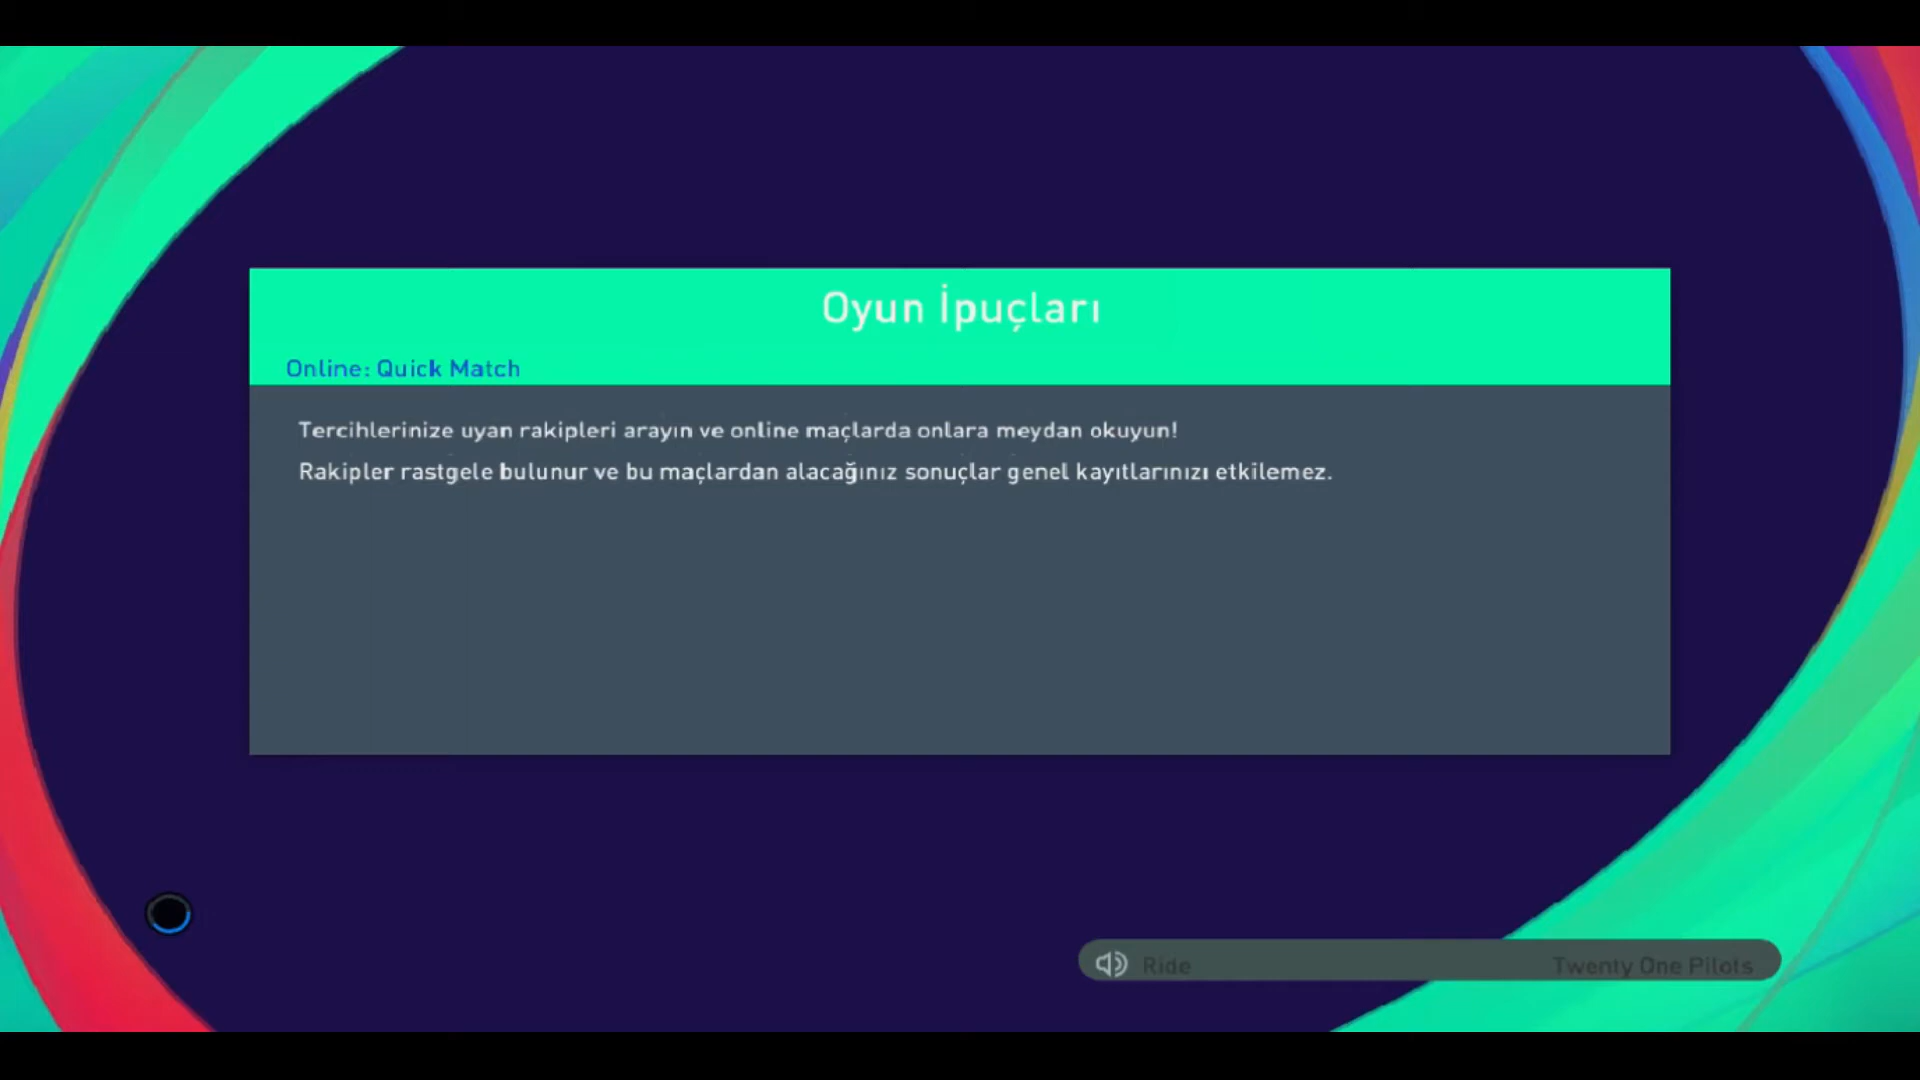 Oyun İpuçları
Online: Quick Match
Tercihlerinize uyan rakipleri arayın ve online maçlarda onlara meydan okuyun!
Rakipler rastgele bulunur ve bu maçlardan alacağınız sonuçlar genel kayıtlarınızı etkilemez.
Ride Twenty One Pilots